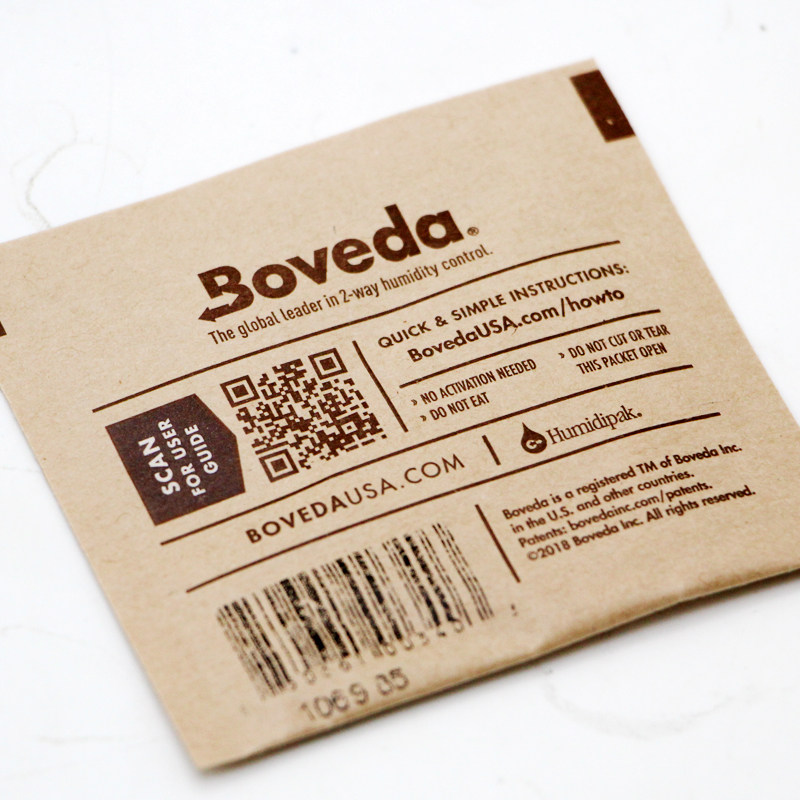 Boveda®
The global leader in 2-way humidity control.
SCAN
FOR USER
GUIDE
QUICK & SIMPLE INSTRUCTIONS:
BovedaUSA.com/howto
› NO ACTIVATION NEEDED
› DO NOT EAT
› DO NOT CUT OR TEAR
THIS PACKET OPEN
BOVEDAUSA.COM
Humidipak®
Boveda is a registered TM of Boveda Inc.
in the U.S. and other countries.
Patents: bovedainc.com/patents.
©2018 Boveda Inc. All rights reserved.